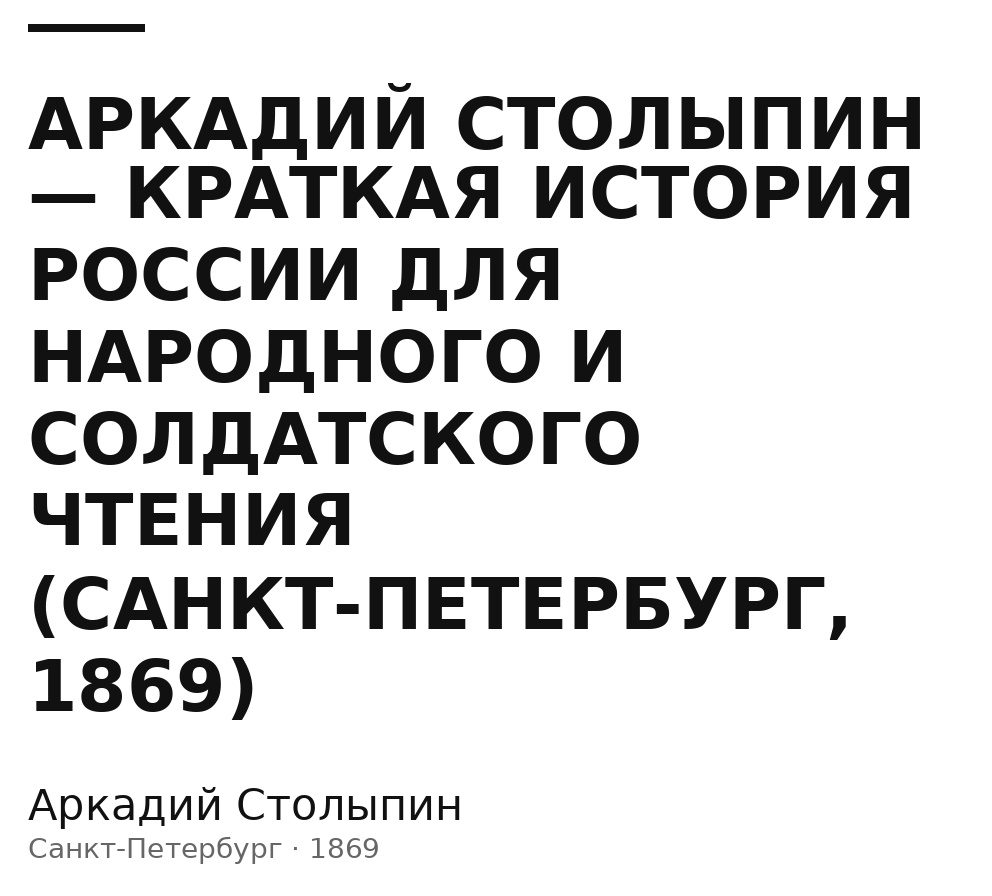 АРКАДИЙ СТОЛЫПИН
— КРАТКАЯ ИСТОРИЯ
РОССИИ ДЛЯ
НАРОДНОГО И
СОЛДАТСКОГО
ЧТЕНИЯ
(САНКТ-ПЕТЕРБУРГ,
1869)
Аркадий Столыпин
Санкт-Петербург · 1869